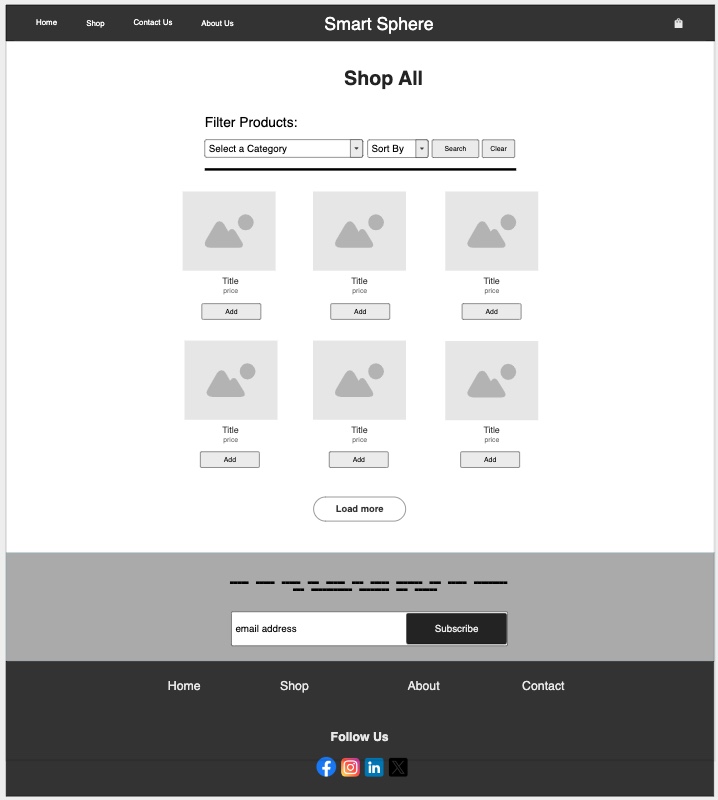 Home Shop Contact Us About Us Smart Sphere
Shop All
Filter Products:
Select a Category Sort By Search Clear
Title Title Title
price price price
Add Add Add
Title Title Title
price price price
Add Add Add
Load more
email address Subscribe
Home Shop About Contact
Follow Us